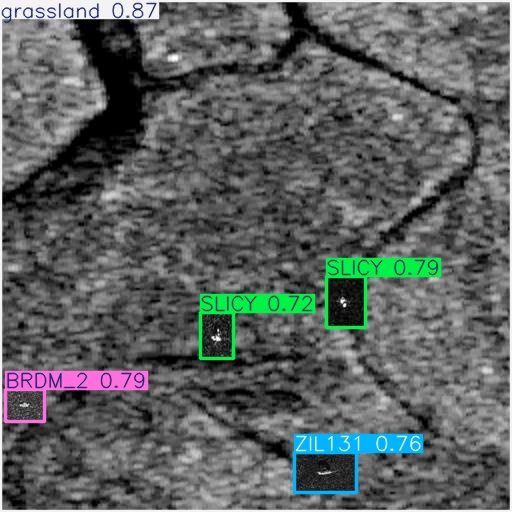 grassland 0.87
SLICY 0.79
SLICY 0.72
BRDM_2 0.79
ZIL131 0.76